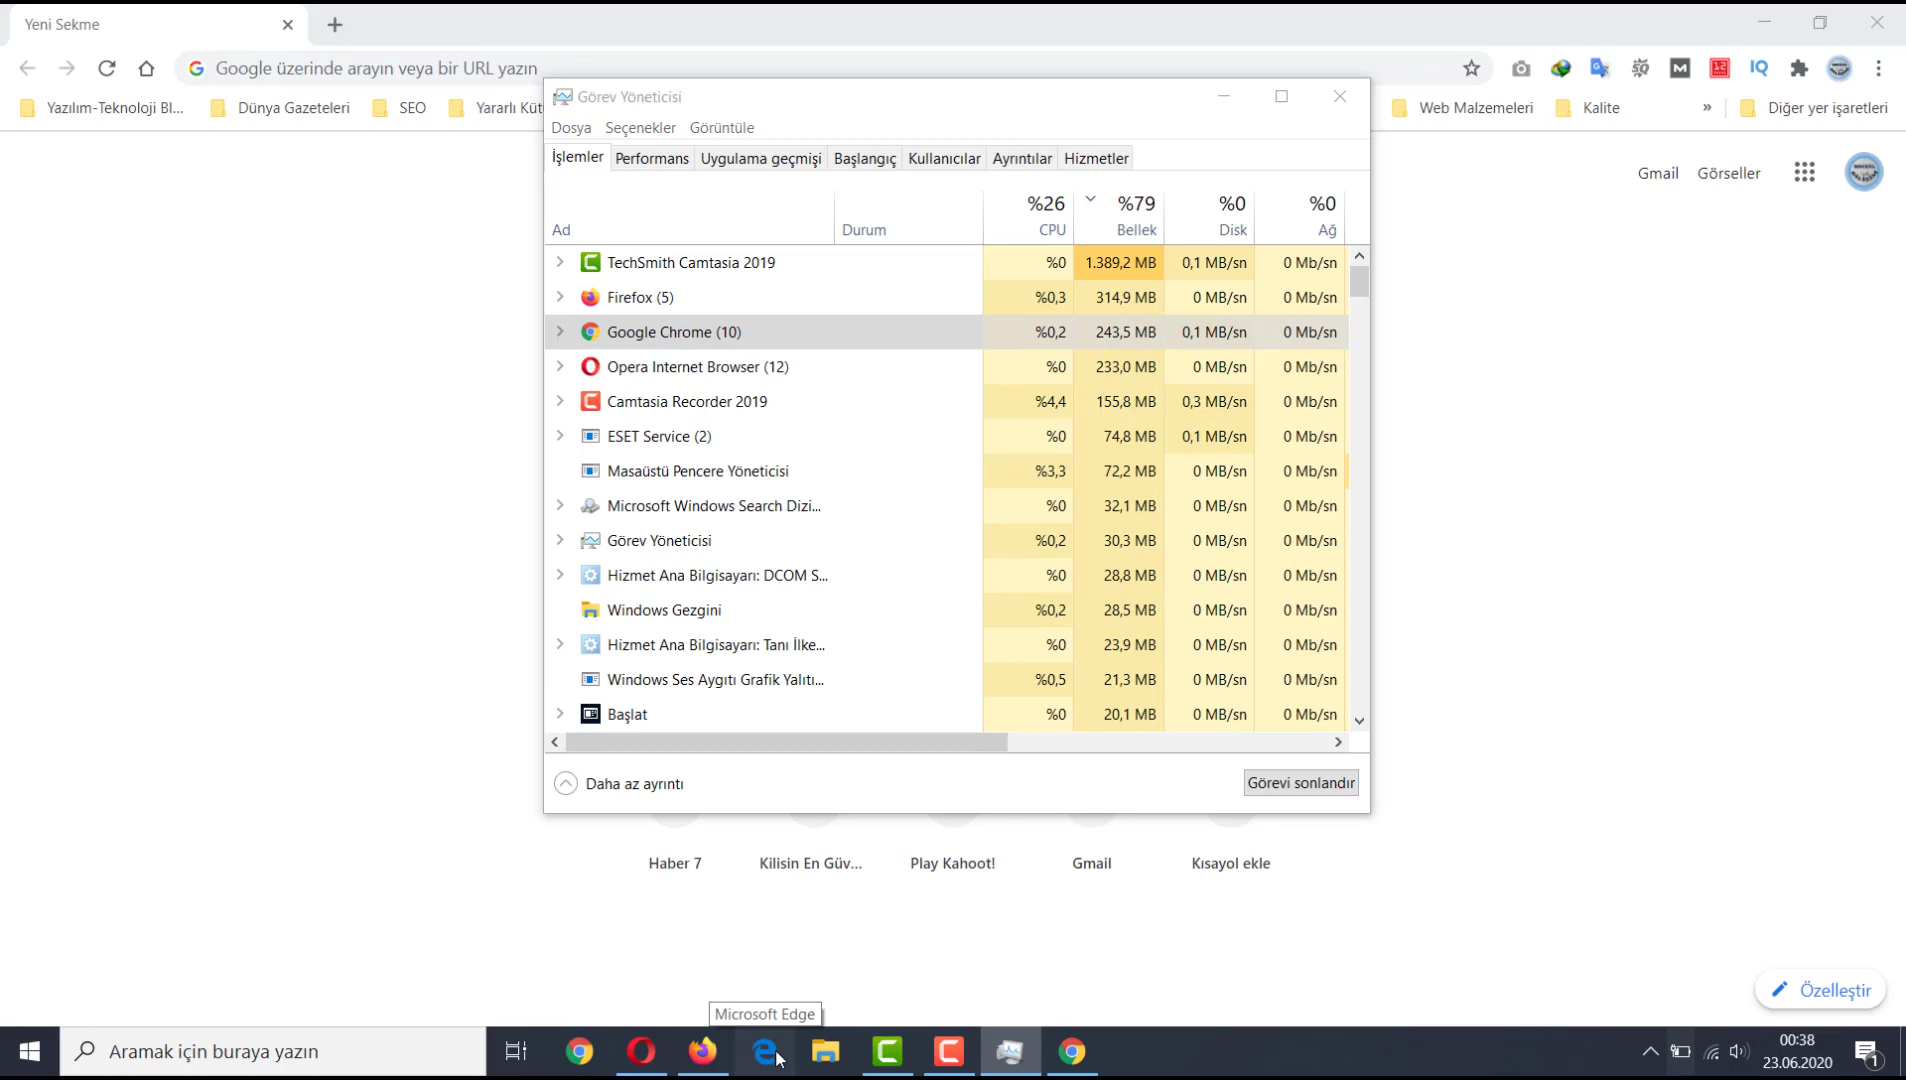 Yeni Sekme
Google üzerinde arayın veya bir URL yazın
Yazılım-Teknoloji Bl... Dünya Gazeteleri SEO Yararlı Küt Web Malzemeleri Kalite » Diğer yer işaretleri
Gmail Görseller
Görev Yöneticisi
Dosya Seçenekler Görüntüle
İşlemler Performans Uygulama geçmişi Başlangıç Kullanıcılar Ayrıntılar Hizmetler
%26 %79 %0 %0
Ad Durum CPU Bellek Disk Ağ
TechSmith Camtasia 2019 %0 1.389,2 MB 0,1 MB/sn 0 Mb/sn
Firefox (5) %0,3 314,9 MB 0 MB/sn 0 Mb/sn
Google Chrome (10) %0,2 243,5 MB 0,1 MB/sn 0 Mb/sn
Opera Internet Browser (12) %0 233,0 MB 0 MB/sn 0 Mb/sn
Camtasia Recorder 2019 %4,4 155,8 MB 0,3 MB/sn 0 Mb/sn
ESET Service (2) %0 74,8 MB 0,1 MB/sn 0 Mb/sn
Masaüstü Pencere Yöneticisi %3,3 72,2 MB 0 MB/sn 0 Mb/sn
Microsoft Windows Search Dizi... %0 32,1 MB 0 MB/sn 0 Mb/sn
Görev Yöneticisi %0,2 30,3 MB 0 MB/sn 0 Mb/sn
Hizmet Ana Bilgisayarı: DCOM S... %0 28,8 MB 0 MB/sn 0 Mb/sn
Windows Gezgini %0,2 28,5 MB 0 MB/sn 0 Mb/sn
Hizmet Ana Bilgisayarı: Tanı İlke... %0 23,9 MB 0 MB/sn 0 Mb/sn
Windows Ses Aygıtı Grafik Yalıtı... %0,5 21,3 MB 0 MB/sn 0 Mb/sn
Başlat %0 20,1 MB 0 MB/sn 0 Mb/sn
Daha az ayrıntı Görevi sonlandır
Haber 7 Kilisin En Güv... Play Kahoot! Gmail Kısayol ekle
Özelleştir
Microsoft Edge
Aramak için buraya yazın
00:38
23.06.2020
1